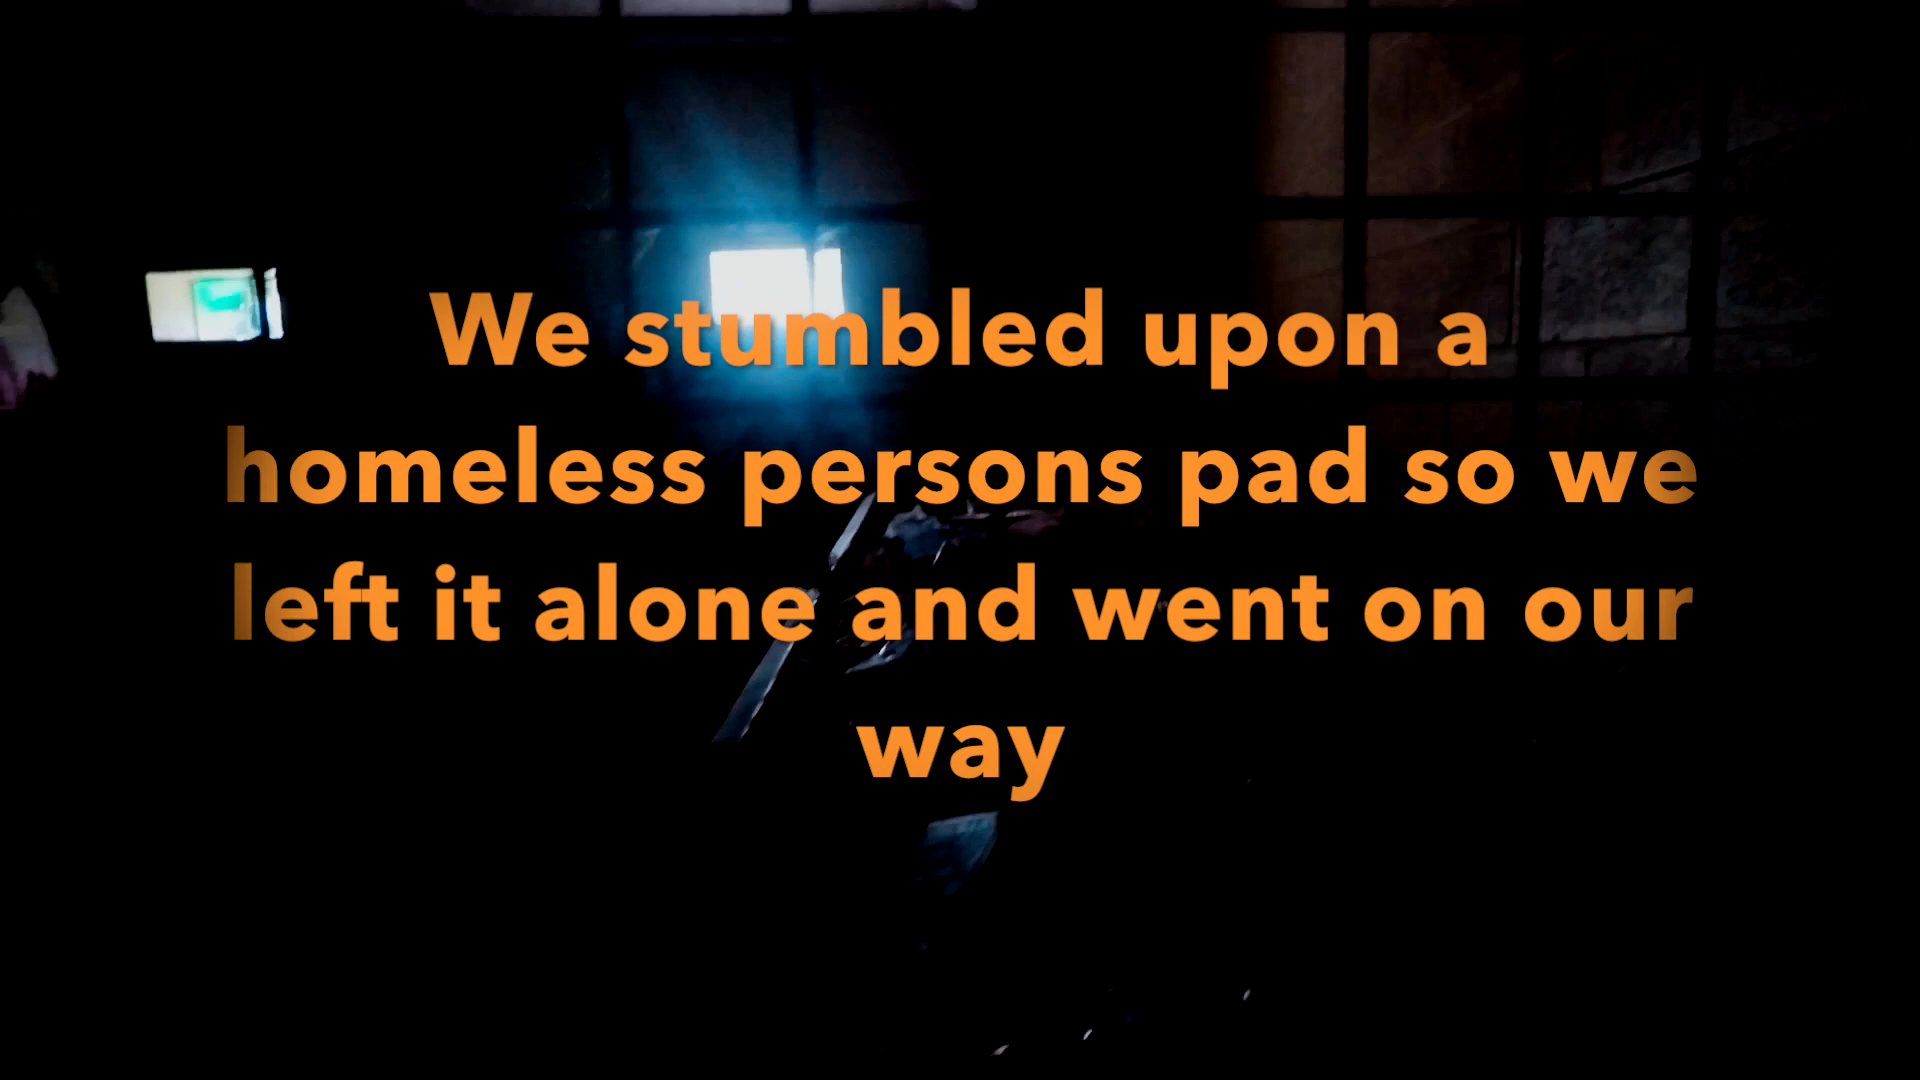 We stumbled upon a
homeless persons pad so we
left it alone and went on our
way